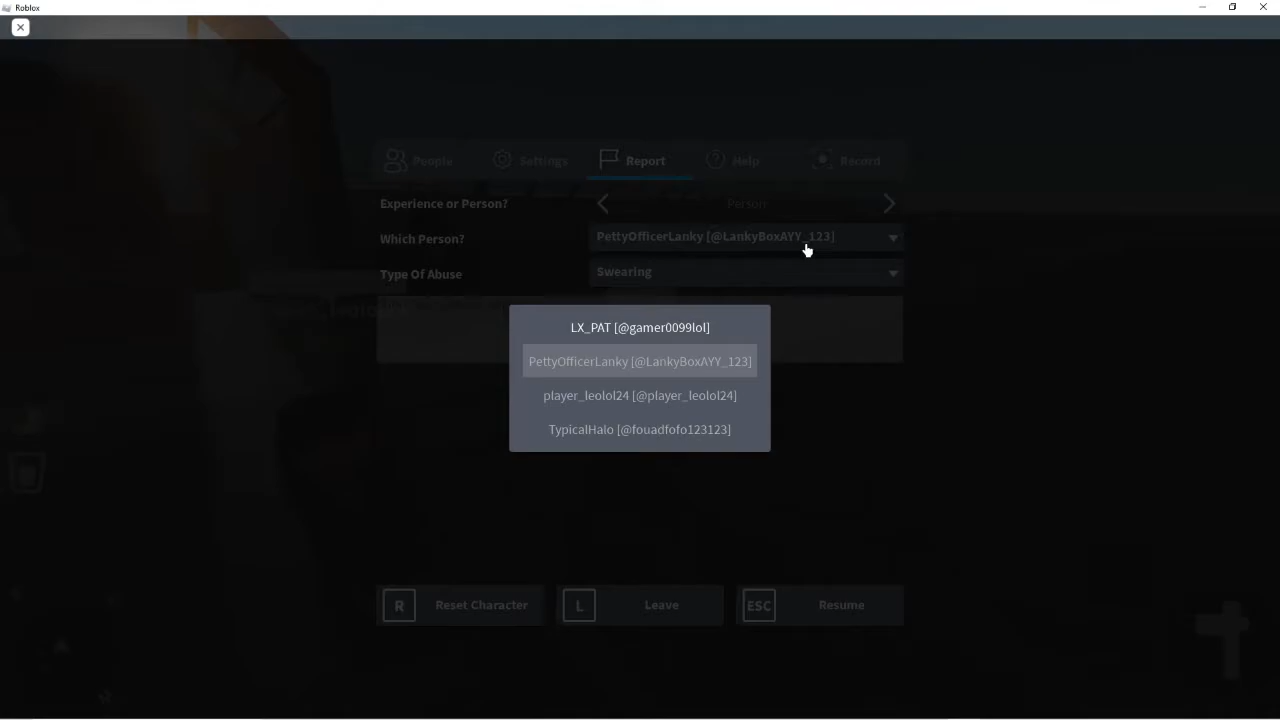 Roblox
People
Settings
Report
Help
Record
Experience or Person?
Person
Which Person?
PettyOfficerLanky [@LankyBoxAYY_123]
Type Of Abuse
Swearing
LX_PAT [@gamer0099lol]
PettyOfficerLanky [@LankyBoxAYY_123]
player_leolol24 [@player_leolol24]
TypicalHalo [@fouadfofo123123]
R
Reset Character
L
Leave
ESC
Resume